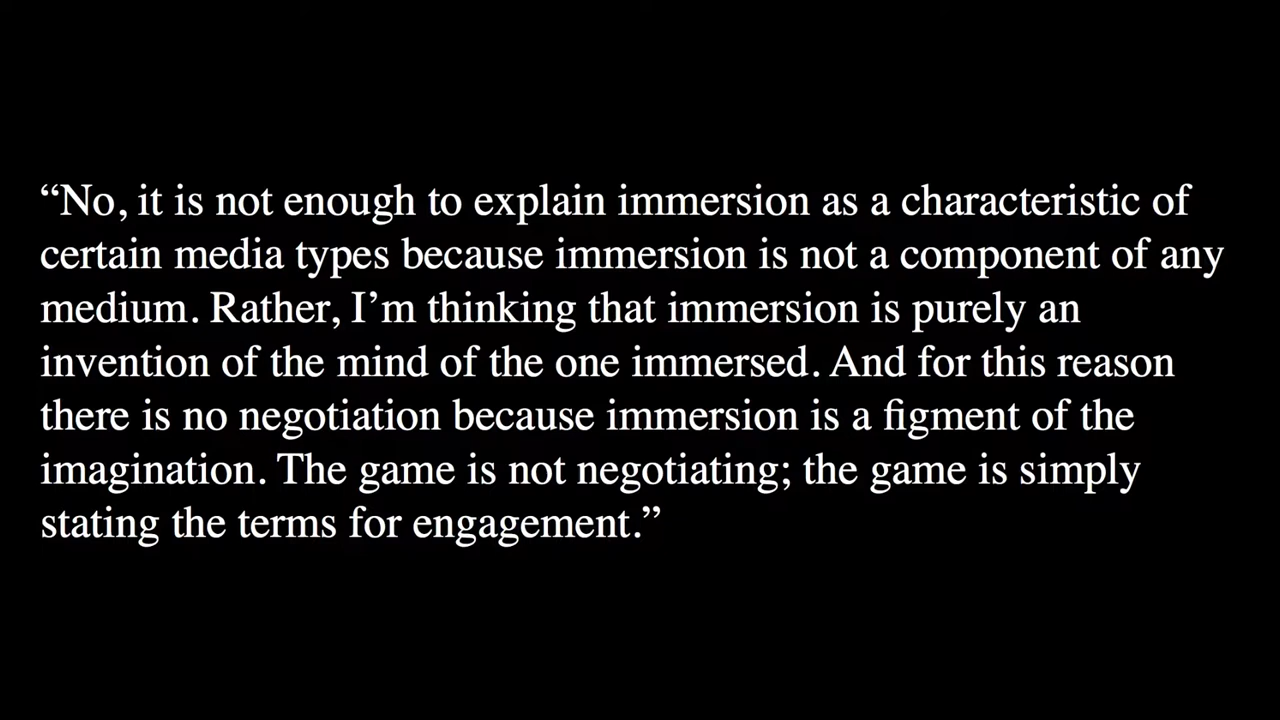 “No, it is not enough to explain immersion as a characteristic of
certain media types because immersion is not a component of any
medium. Rather, I’m thinking that immersion is purely an
invention of the mind of the one immersed. And for this reason
there is no negotiation because immersion is a figment of the
imagination. The game is not negotiating; the game is simply
stating the terms for engagement.”